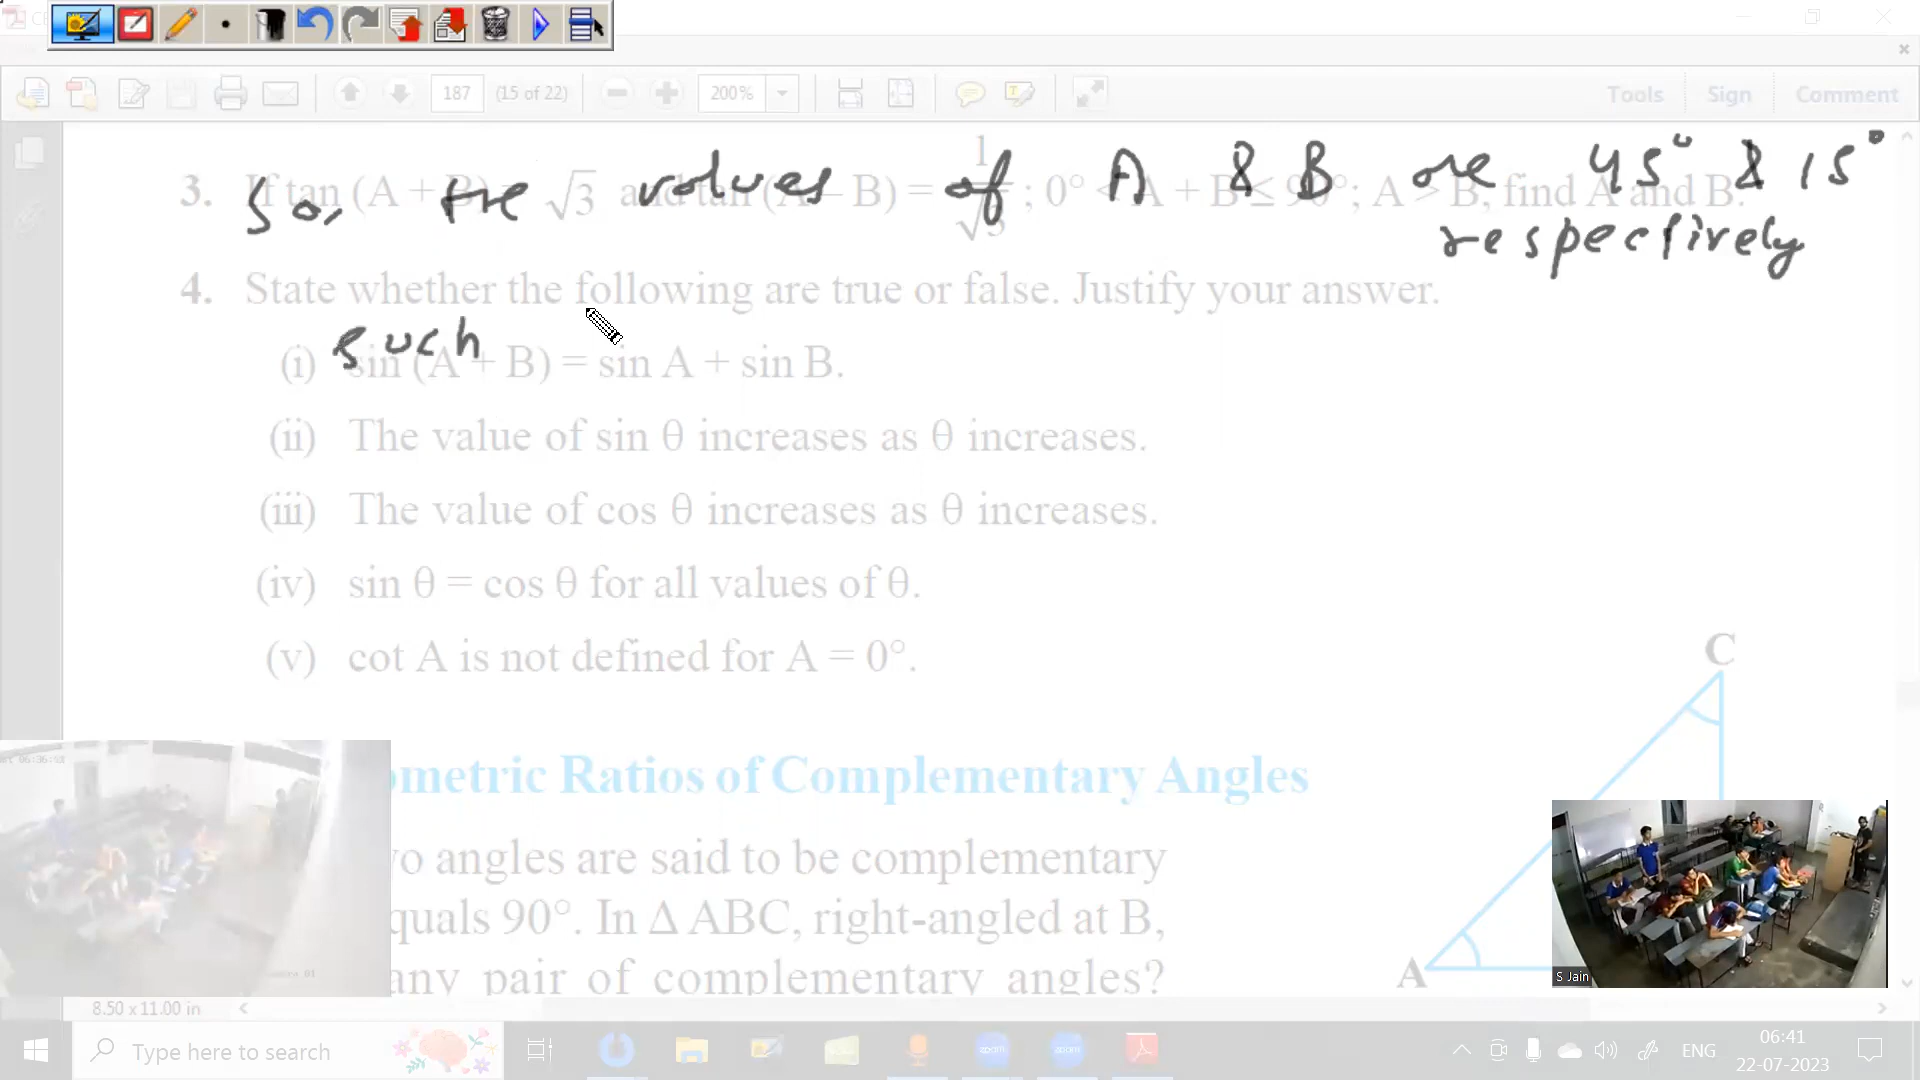 187 (15 of 22) 200% Tools Sign Comment
So, the values of A & B are 45° & 15°
respectively
3. If tan (A + B) √3 and tan (A – B) = 1/√3 ; 0° < A + B ≤ 90°; A > B, find A and B.
4. State whether the following are true or false. Justify your answer.
such
(i) sin (A + B) = sin A + sin B.
(ii) The value of sin θ increases as θ increases.
(iii) The value of cos θ increases as θ increases.
(iv) sin θ = cos θ for all values of θ.
(v) cot A is not defined for A = 0°.
C
ometric Ratios of Complementary Angles
vo angles are said to be complementary
quals 90°. In Δ ABC, right-angled at B,
any pair of complementary angles?
A
S Jain
8.50 x 11.00 in
Type here to search
zoom zoom
ENG
06:41
22-07-2023